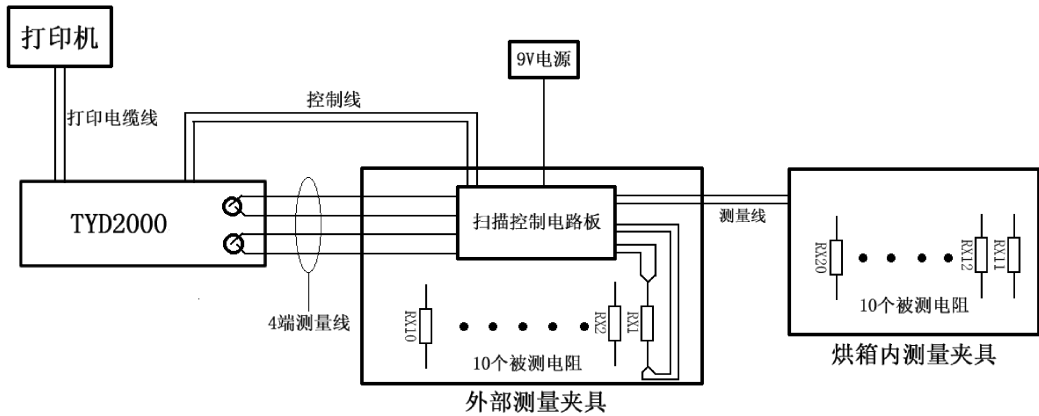 打印机
9V电源
控制线
打印电缆线
TYD2000
扫描控制电路板
测量线
4端测量线
RX10
RX2
RX1
10个被测电阻
外部测量夹具
RX20
RX12
RX11
10个被测电阻
烘箱内测量夹具